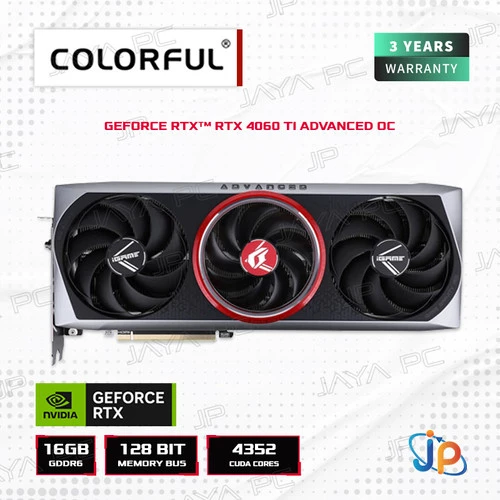 COLORFUL®
3 YEARS
WARRANTY
GEFORCE RTX™ RTX 4060 TI ADVANCED OC
ADVANCED
iGAME
iGAME
NVIDIA
GEFORCE
RTX
16GB
GDDR6
128 BIT
MEMORY BUS
4352
CUDA CORES
JP
JAYA PC